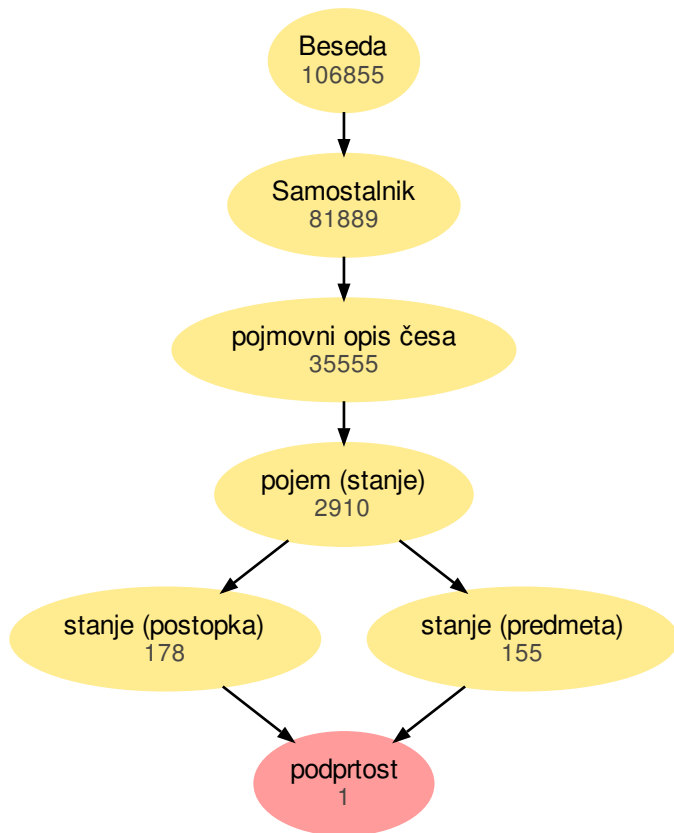 Beseda
106855
Samostalnik
81889
pojmovni opis česa
35555
pojem (stanje)
2910
stanje (postopka)
178
stanje (predmeta)
155
podprtost
1